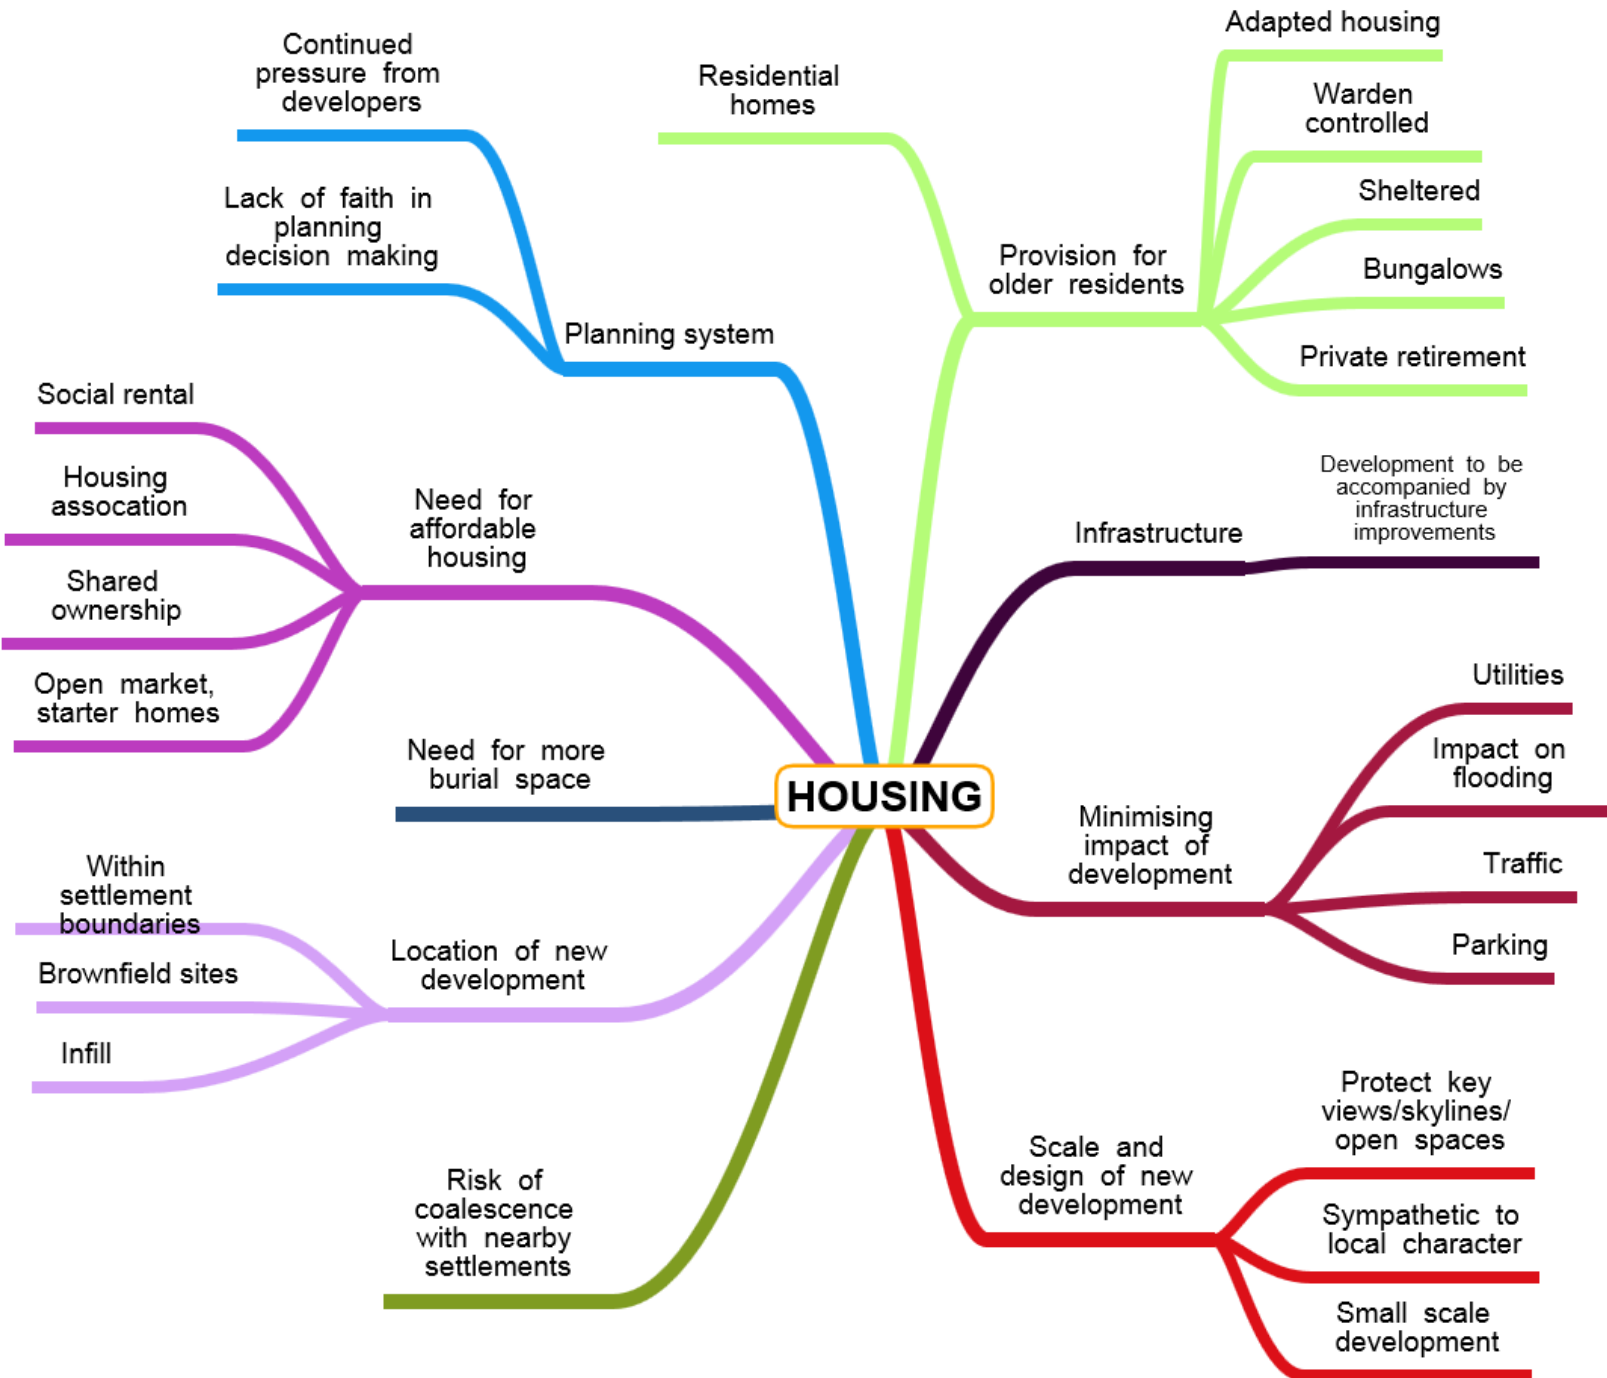 Continued
pressure from
developers
Lack of faith in
planning
decision making
Planning system
Residential
homes
Provision for
older residents
Adapted housing
Warden
controlled
Sheltered
Bungalows
Private retirement
Social rental
Housing
assocation
Shared
ownership
Open market,
starter homes
Need for
affordable
housing
Infrastructure
Development to be
accompanied by
infrastructure
improvements
Need for more
burial space
HOUSING
Minimising
impact of
development
Utilities
Impact on
flooding
Traffic
Parking
Within
settlement
boundaries
Brownfield sites
Infill
Location of new
development
Risk of
coalescence
with nearby
settlements
Scale and
design of new
development
Protect key
views/skylines/
open spaces
Sympathetic to
local character
Small scale
development